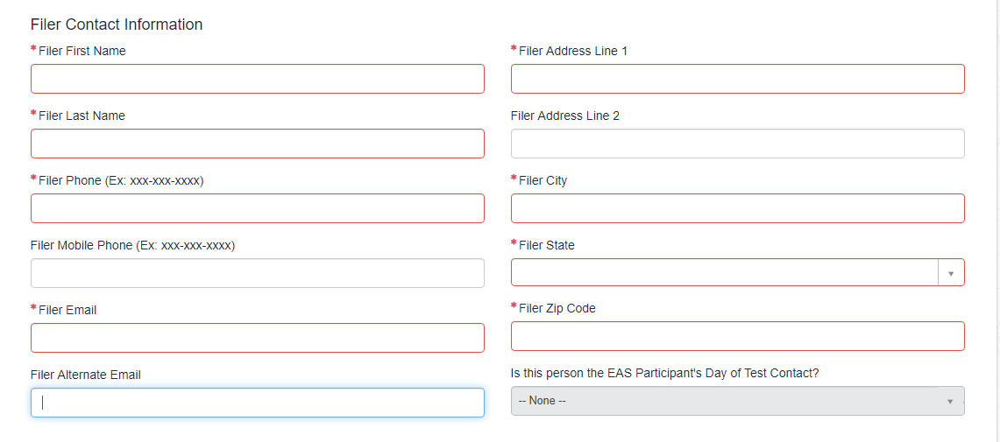 Filer Contact Information
* Filer First Name
* Filer Last Name
* Filer Phone (Ex: xxx-xxx-xxxx)
Filer Mobile Phone (Ex: xxx-xxx-xxxx)
* Filer Email
Filer Alternate Email
* Filer Address Line 1
Filer Address Line 2
* Filer City
* Filer State
* Filer Zip Code
Is this person the EAS Participant's Day of Test Contact?
-- None --